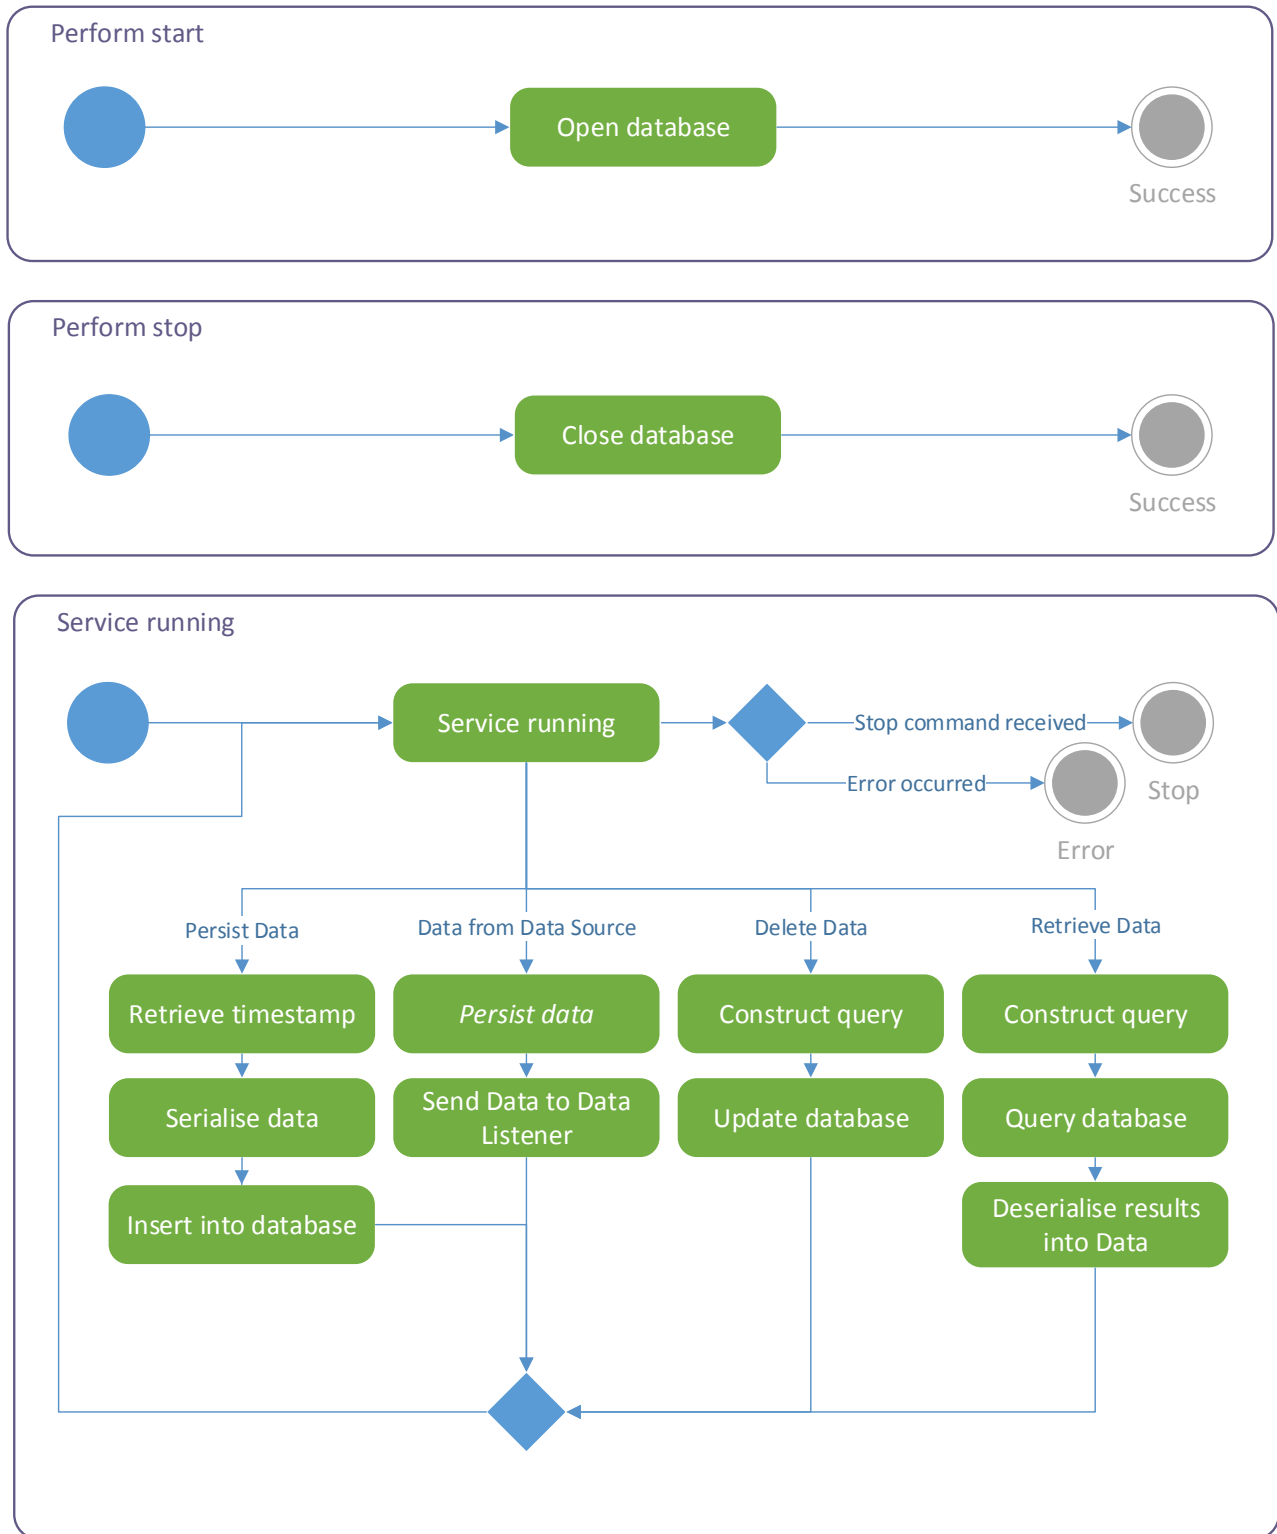 Perform start
Open database
Success
Perform stop
Close database
Success
Service running
Service running
Stop command received
Stop
Error occurred
Error
Persist Data
Data from Data Source
Delete Data
Retrieve Data
Retrieve timestamp
Persist data
Construct query
Construct query
Serialise data
Send Data to Data
Listener
Update database
Query database
Insert into database
Deserialise results
into Data